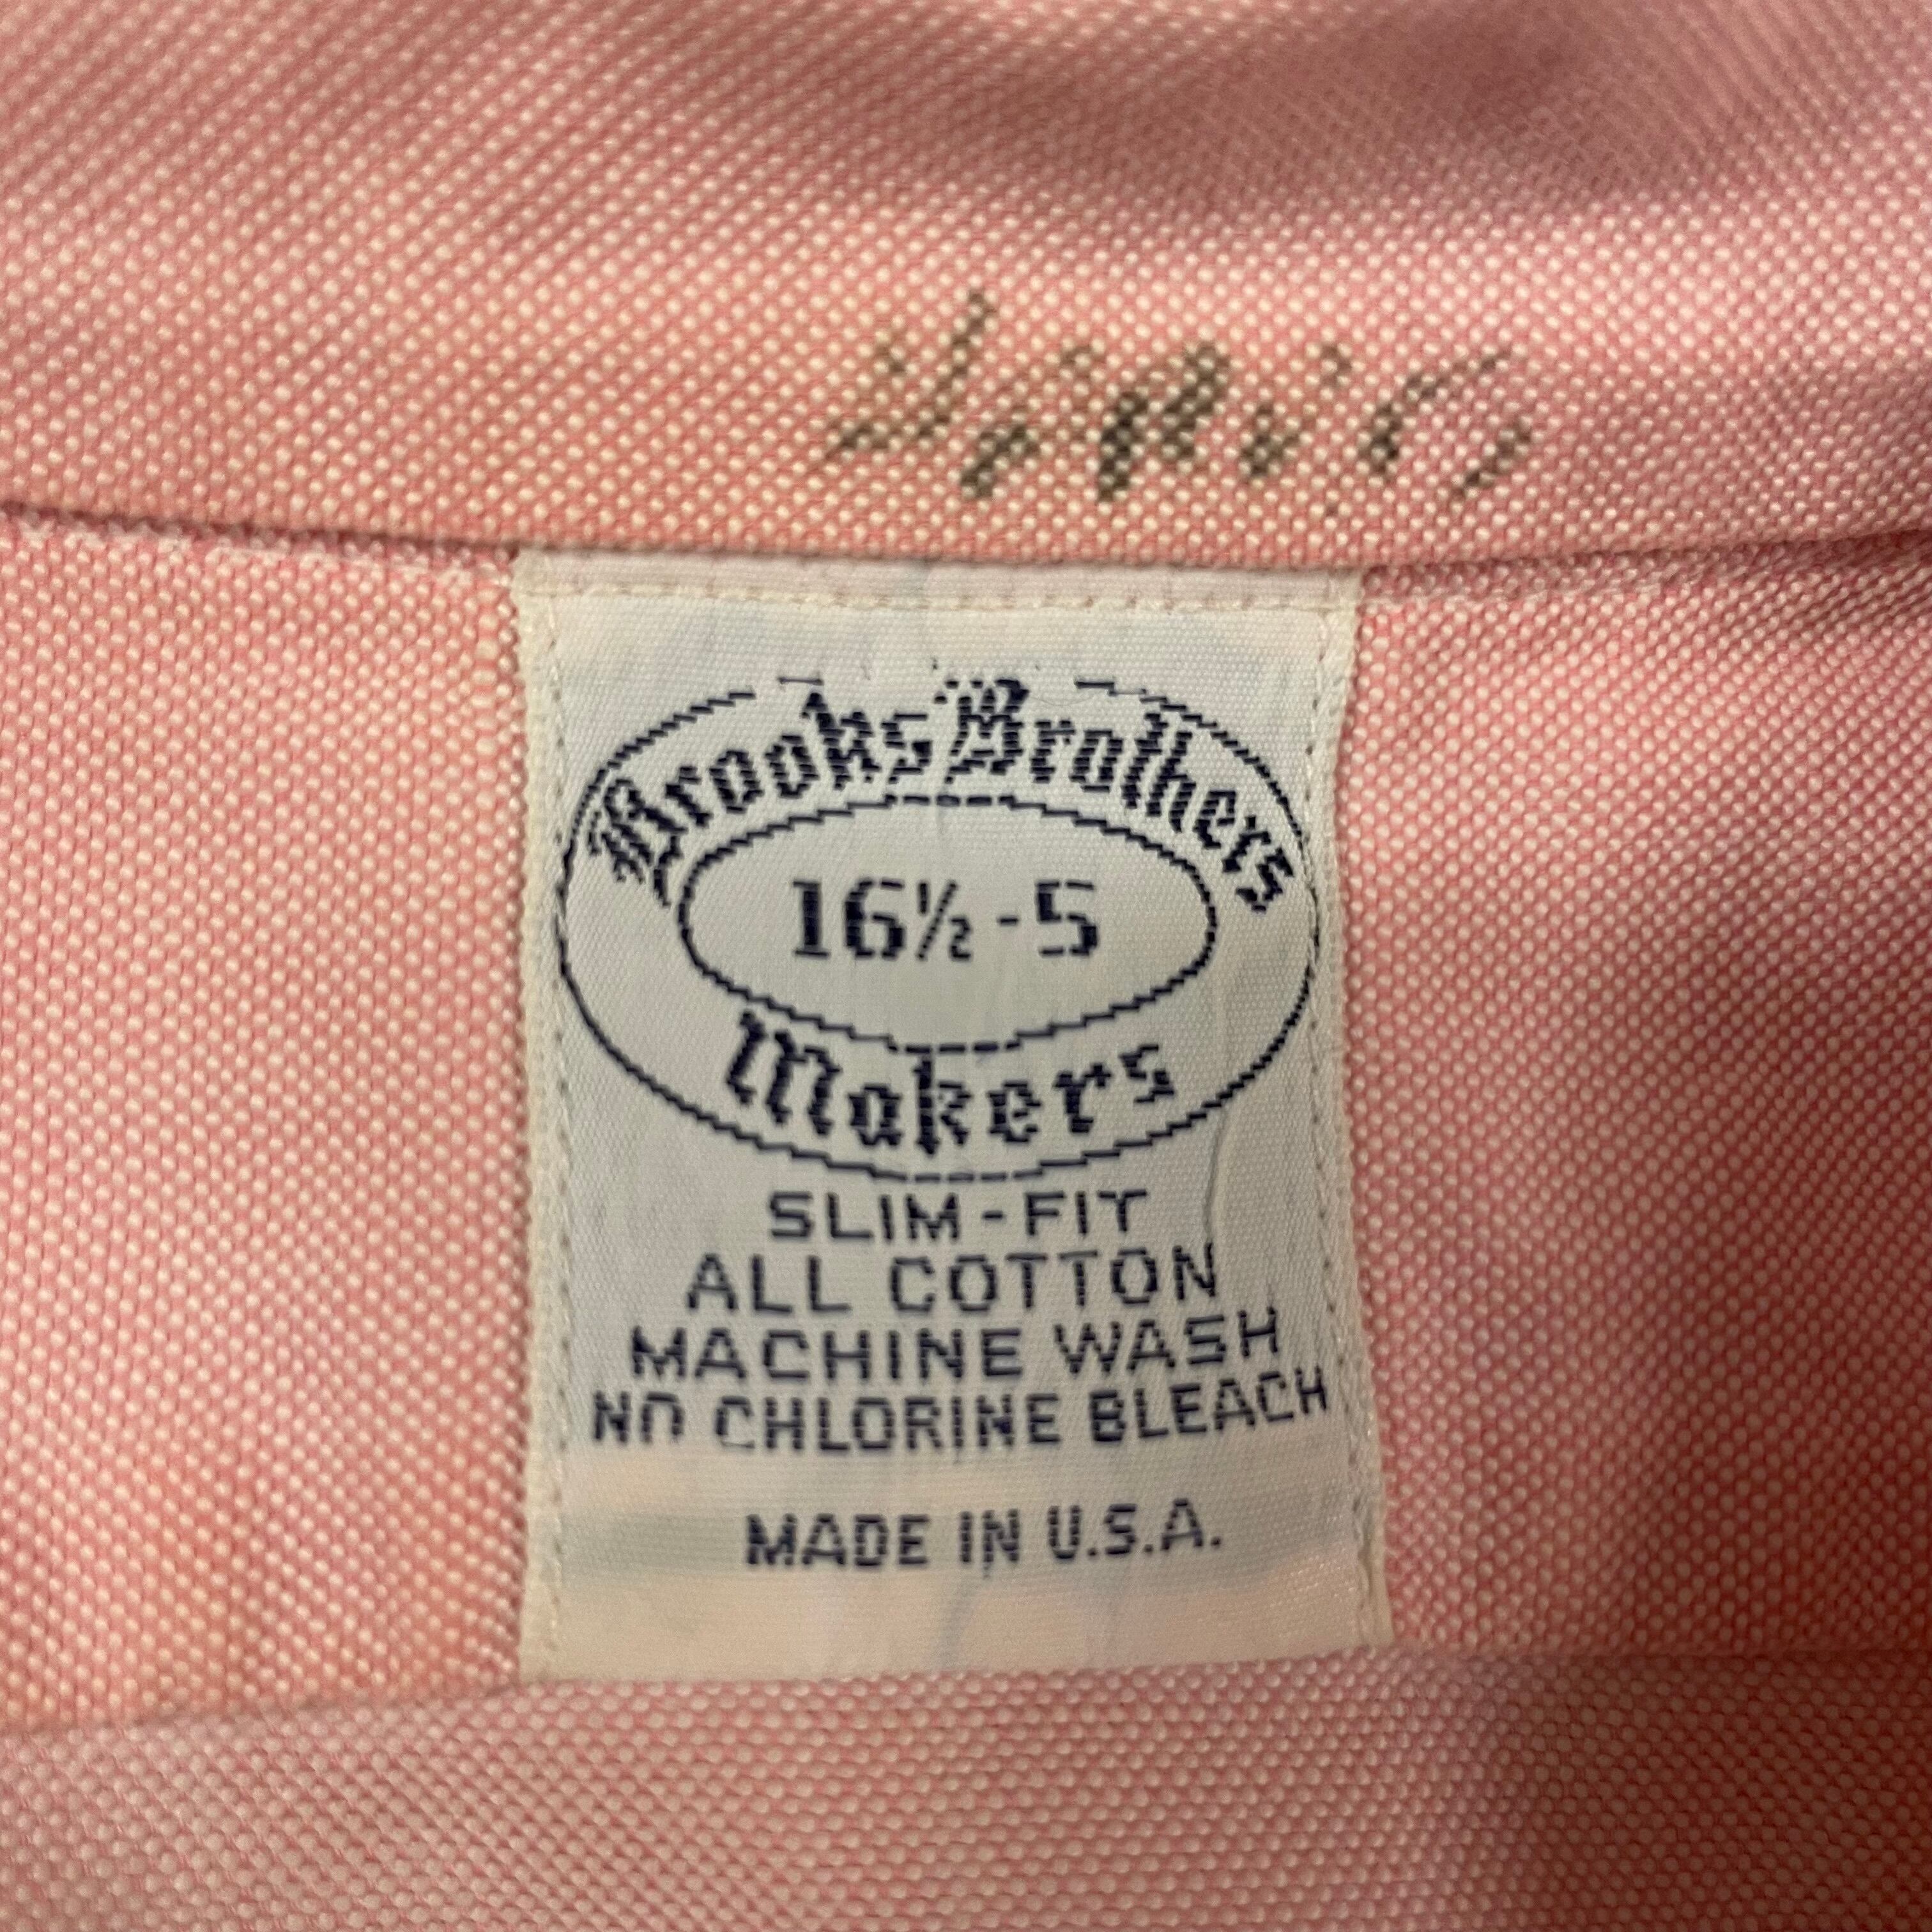 Brooks Brothers
16½-5
Makers
SLIM-FIT
ALL COTTON
MACHINE WASH
NO CHLORINE BLEACH
MADE IN U.S.A.